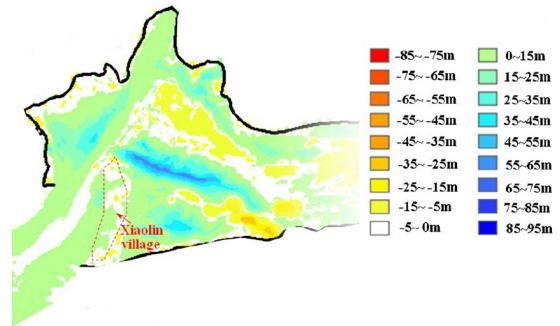 -85~ -75m
-75~ -65m
-65~ -55m
-55~ -45m
-45~ -35m
-35~ -25m
-25~ -15m
-15~ -5m
-5~ 0m
0~15m
15~25m
25~35m
35~45m
45~55m
55~65m
65~75m
75~85m
85~95m
Xiaolin
village